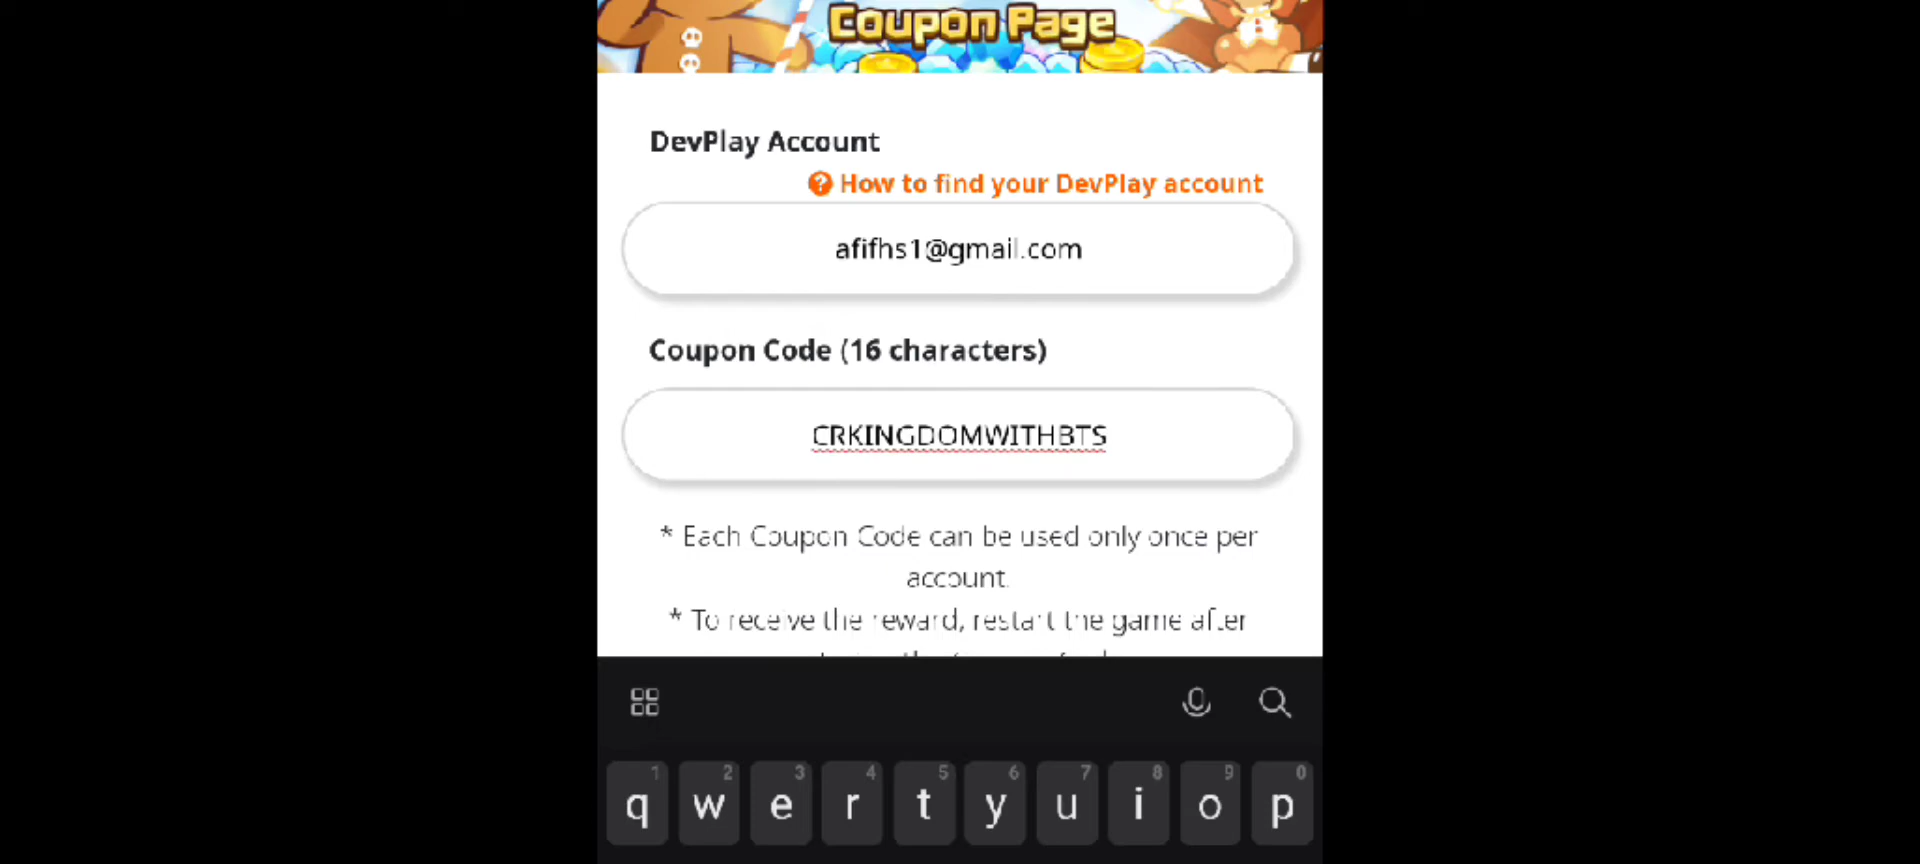 Coupon Page
DevPlay Account
How to find your DevPlay account
afifhs1@gmail.com
Coupon Code (16 characters)
CRKINGDOMWITHBTS
* Each Coupon Code can be used only once per
account.
* To receive the reward, restart the game after
1 2 3 4 5 6 7 8 9 0
q w e r t y u i o p